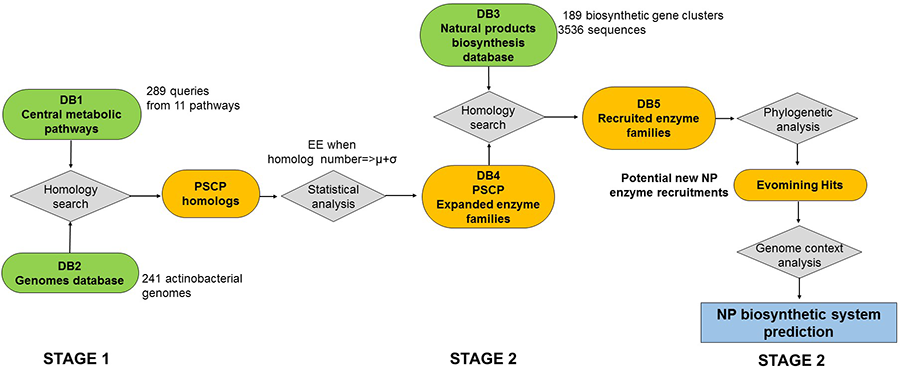 DB1
Central metabolic
pathways
289 queries
from 11 pathways
Homology
search
DB2
Genomes database
241 actinobacterial
genomes
PSCP
homologs
EE when
homolog number=>μ+σ
Statistical
analysis
DB3
Natural products
biosynthesis
database
189 biosynthetic gene clusters
3536 sequences
Homology
search
DB4
PSCP
Expanded enzyme
families
DB5
Recruited enzyme
families
Phylogenetic
analysis
Potential new NP
enzyme recruitments
Evomining Hits
Genome context
analysis
NP biosynthetic system
prediction
STAGE 1
STAGE 2
STAGE 2